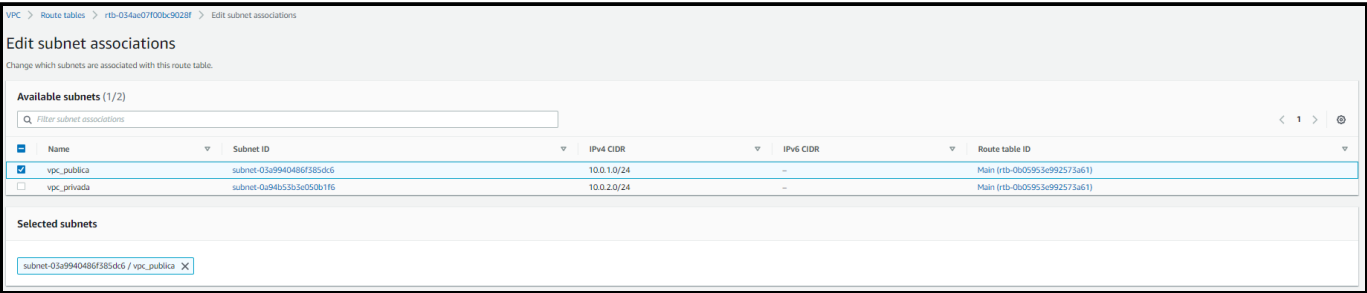 VPC > Route tables > rtb-034ae07f00bc9028f > Edit subnet associations
Edit subnet associations
Change which subnets are associated with this route table.
Available subnets (1/2)
Filter subnet associations
< 1 >
Name Subnet ID IPv4 CIDR IPv6 CIDR Route table ID
vpc_publica subnet-03a9940486f385dc6 10.0.1.0/24 – Main (rtb-0b05953e992573a61)
vpc_privada subnet-0a94b53b3e050b1f6 10.0.2.0/24 – Main (rtb-0b05953e992573a61)
Selected subnets
subnet-03a9940486f385dc6 / vpc_publica X